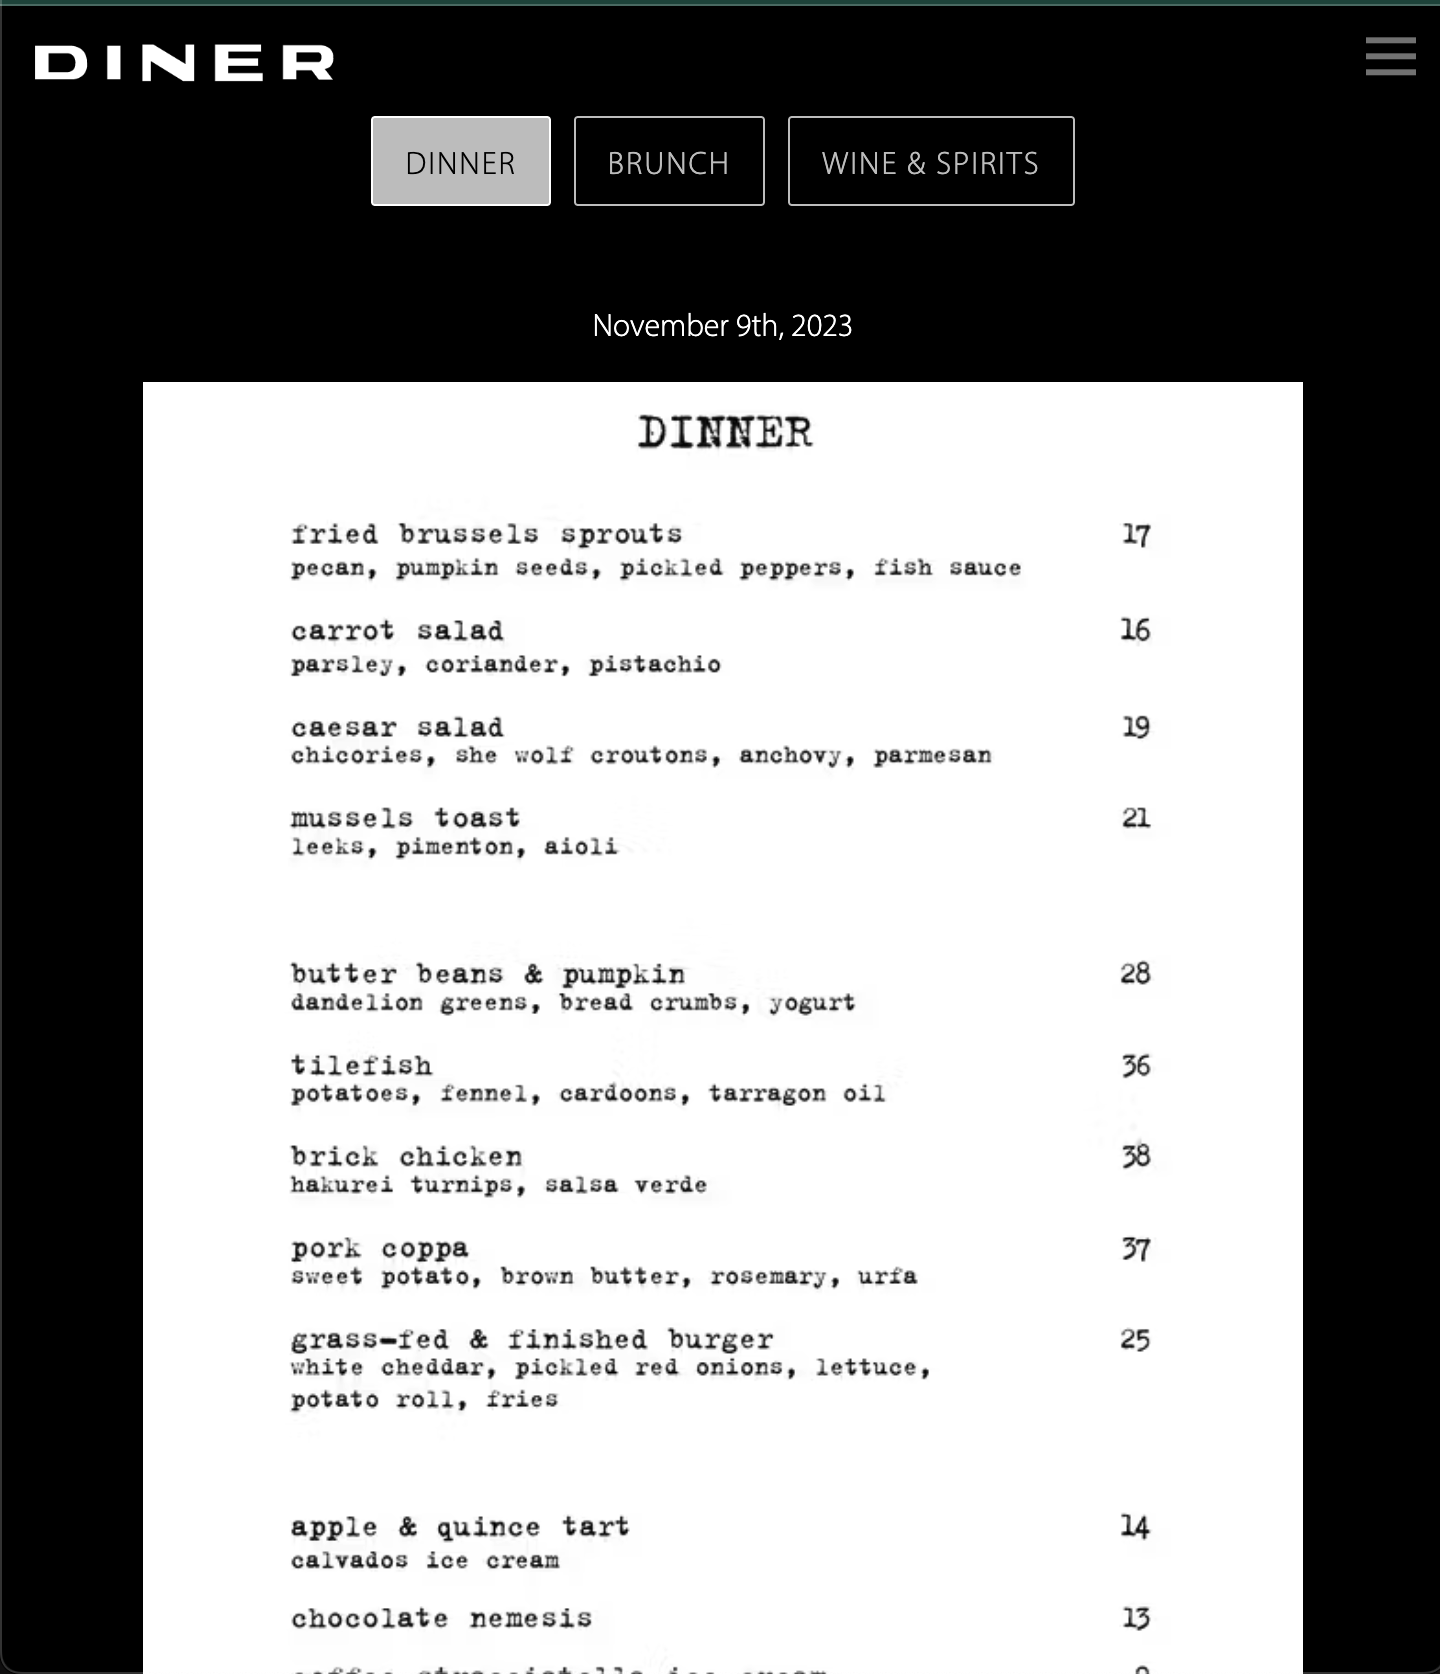 DINER
DINNER BRUNCH WINE & SPIRITS
November 9th, 2023
DINNER
fried brussels sprouts 17
pecan, pumpkin seeds, pickled peppers, fish sauce
carrot salad 16
parsley, coriander, pistachio
caesar salad 19
chicories, she wolf croutons, anchovy, parmesan
mussels toast 21
leeks, pimenton, aioli
butter beans & pumpkin 28
dandelion greens, bread crumbs, yogurt
tilefish 36
potatoes, fennel, cardoons, tarragon oil
brick chicken 38
hakurei turnips, salsa verde
pork coppa 37
sweet potato, brown butter, rosemary, urfa
grass-fed & finished burger 25
white cheddar, pickled red onions, lettuce,
potato roll, fries
apple & quince tart 14
calvados ice cream
chocolate nemesis 13
coffee stracciatella ice cream